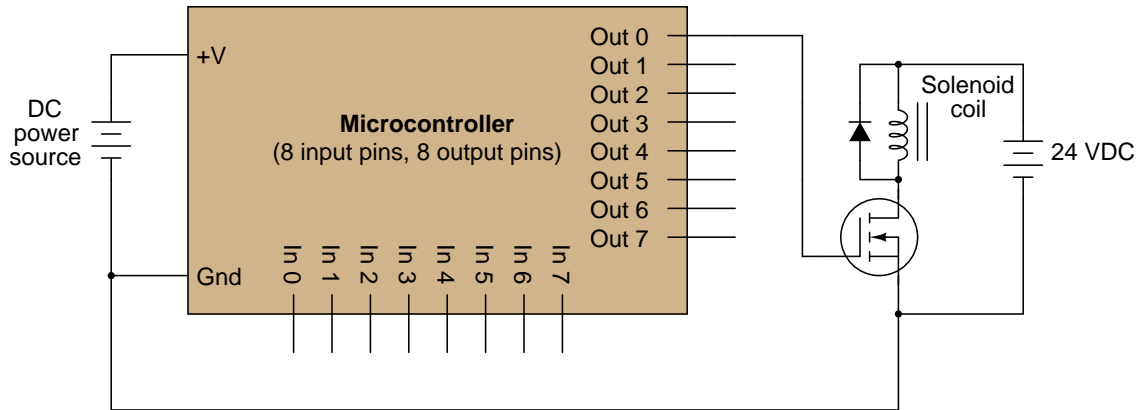 +V
Gnd
DC
power
source
Microcontroller
(8 input pins, 8 output pins)
Out 0
Out 1
Out 2
Out 3
Out 4
Out 5
Out 6
Out 7
In 0
In 1
In 2
In 3
In 4
In 5
In 6
In 7
Solenoid
coil
24 VDC